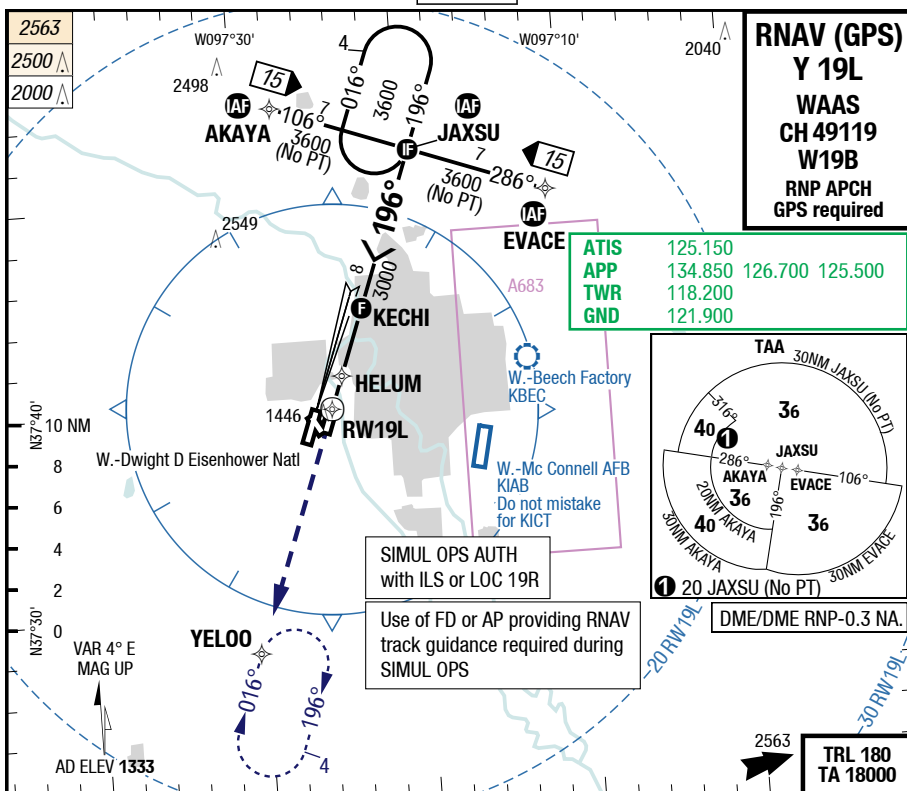 2563
2500
2000
W097°30'
W097°10'
2040
2498
4
016°
3600
196°
15
IAF
AKAYA
7
106°
3600
(No PT)
IAF
JAXSU
IF
7
3600
(No PT)
286°
15
IAF
EVACE
RNAV (GPS)
Y 19L
WAAS
CH 49119
W19B
RNP APCH
GPS required
ATIS 125.150
APP 134.850 126.700 125.500
TWR 118.200
GND 121.900
2549
196°
8
3000
F
KECHI
A683
HELUM
W.-Beech Factory
KBEC
1446
RW19L
N37°40'
10 NM
8
6
4
2
0
N37°30'
W.-Dwight D Eisenhower Natl
W.-Mc Connell AFB
KIAB
Do not mistake
for KICT
TAA
30NM JAXSU (No PT)
316°
36
40
1
JAXSU
286°
AKAYA
EVACE
106°
20NM AKAYA
36
196°
40
36
30NM AKAYA
30NM EVACE
1 20 JAXSU (No PT)
SIMUL OPS AUTH
with ILS or LOC 19R
DME/DME RNP-0.3 NA.
Use of FD or AP providing RNAV
track guidance required during
SIMUL OPS
20 RW19L
30 RW19L
YELOO
016°
196°
4
VAR 4° E
MAG UP
AD ELEV 1333
2563
TRL 180
TA 18000